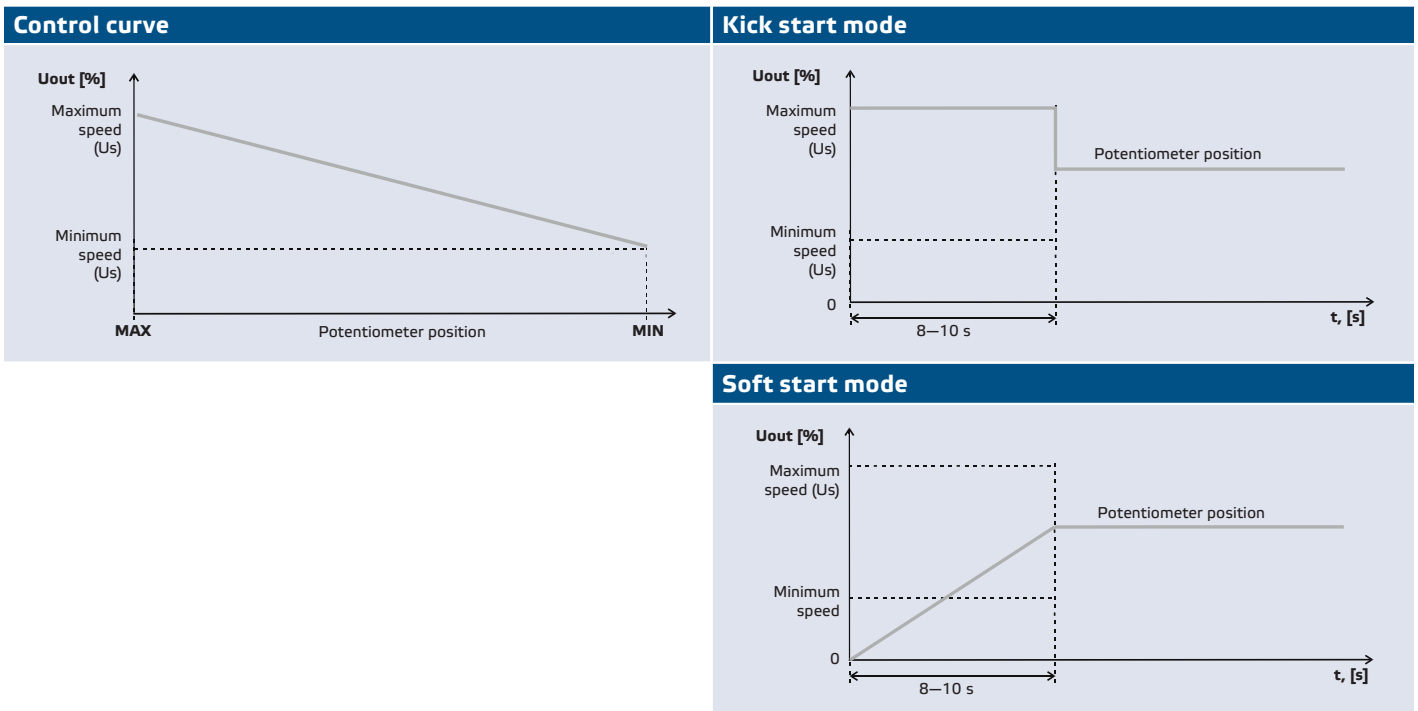 Control curve
Uout [%]
Maximum
speed
(Us)
Minimum
speed
(Us)
MAX
Potentiometer position
MIN
Kick start mode
Uout [%]
Maximum
speed
(Us)
Potentiometer position
Minimum
speed
(Us)
0
t, [s]
8—10 s
Soft start mode
Uout [%]
Maximum
speed (Us)
Potentiometer position
Minimum
speed
0
t, [s]
8—10 s